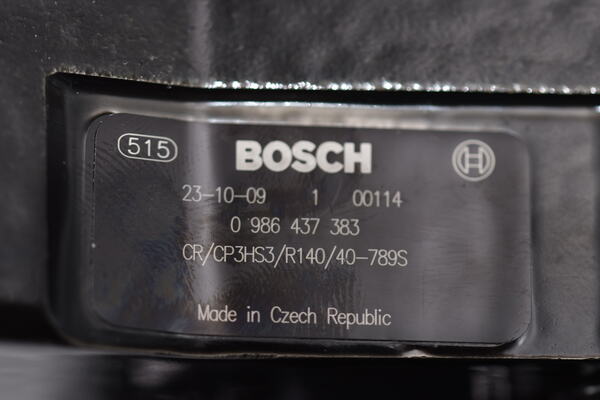 515 BOSCH
23-10-09 1 00114
0 986 437 383
CR/CP3HS3/R140/40-789S
Made in Czech Republic